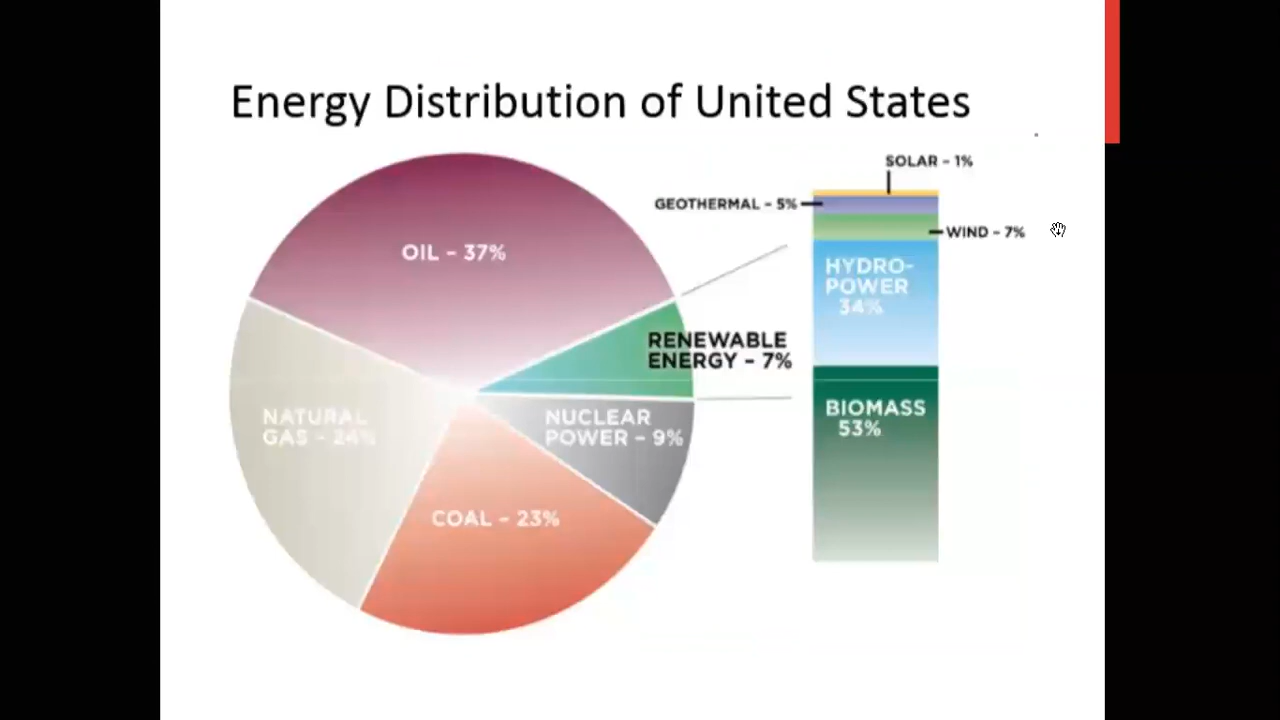 Energy Distribution of United States
SOLAR – 1%
GEOTHERMAL – 5%
WIND – 7%
OIL – 37%
HYDRO-
POWER
34%
RENEWABLE
ENERGY – 7%
NATURAL
GAS – 24%
NUCLEAR
POWER – 9%
BIOMASS
53%
COAL – 23%